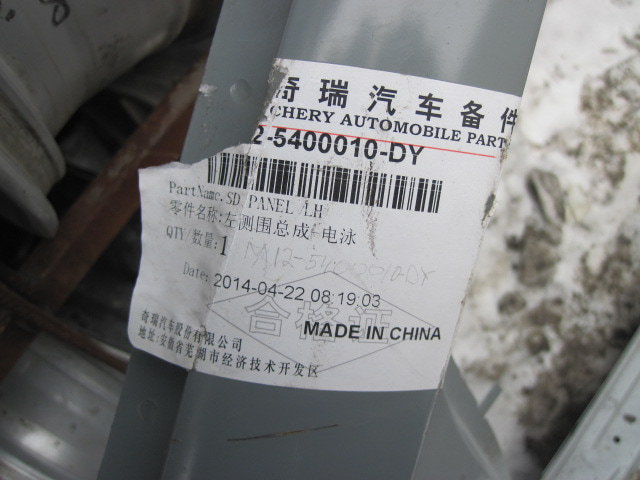 奇瑞汽车备件
CHERY AUTOMOBILE PART
2-5400010-DY
PartName: SD PANEL LH
零件名称: 左测围总成-电泳
QTY/数量: 1
Date: 2014-04-22 08:19:03
合格证
MADE IN CHINA
奇瑞汽车股份有限公司
地址: 安徽省芜湖市经济技术开发区